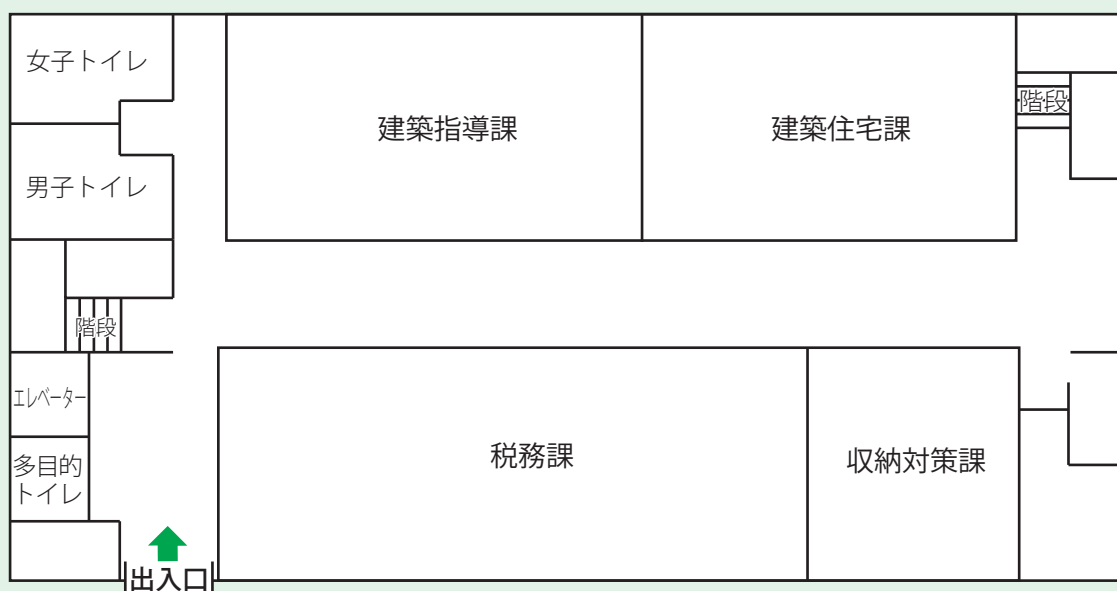 女子トイレ
建築指導課
建築住宅課
階段
男子トイレ
階段
エレベーター
多目的
トイレ
税務課
収納対策課
出入口